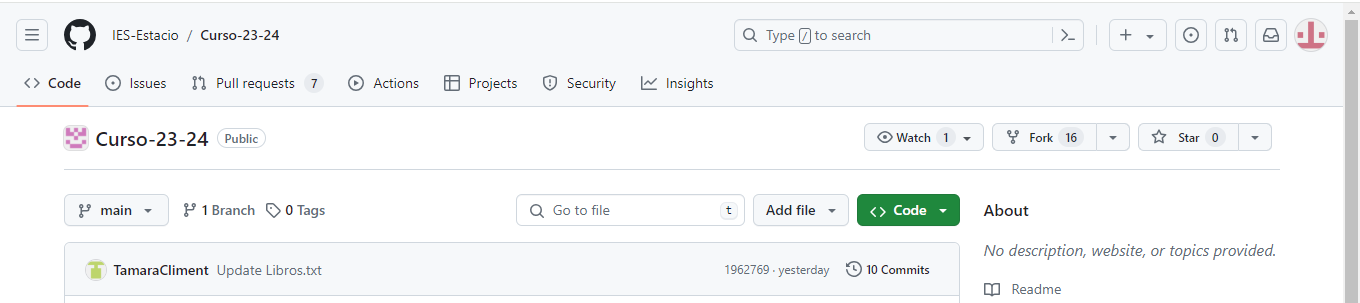 IES-Estacio / Curso-23-24 Type / to search
Code Issues Pull requests 7 Actions Projects Security Insights
Curso-23-24 Public Watch 1 Fork 16 Star 0
main 1 Branch 0 Tags Go to file t Add file Code About
No description, website, or topics provided.
TamaraCliment Update Libros.txt 1962769 · yesterday 10 Commits
Readme